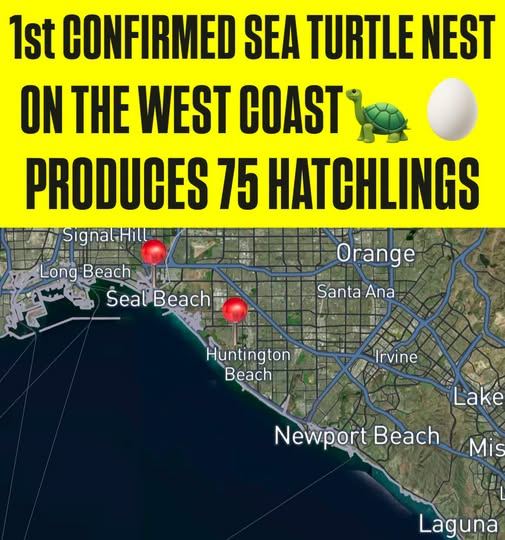 1st CONFIRMED SEA TURTLE NEST
ON THE WEST COAST🐢 🥚
PRODUCES 75 HATCHLINGS
Signal Hill
Orange
Long Beach
Santa Ana
Seal Beach
Huntington
Beach
Irvine
Lake
Newport Beach
Mis
L
Laguna